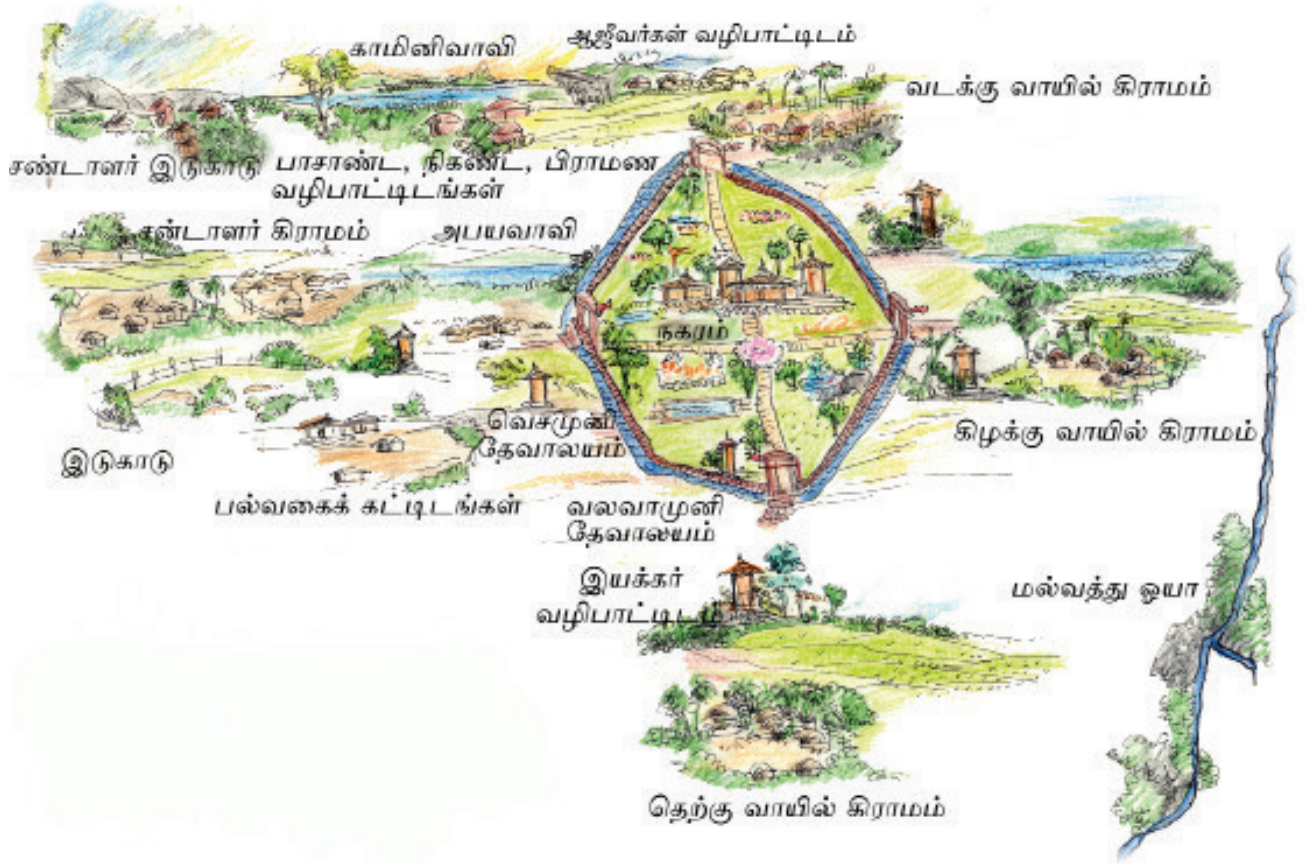 காமினிவாவி
ஆஜீவர்கள் வழிபாட்டிடம்
வடக்கு வாயில் கிராமம்
சண்டாளர் இடுகாடு
பாசாண்ட, நிகண்ட, பிராமண
வழிபாட்டிடங்கள்
சன்டாளர் கிராமம்
அபயவாவி
நகரம்
வெசமுனி
தேவாலயம்
கிழக்கு வாயில் கிராமம்
இடுகாடு
பல்வகைக் கட்டிடங்கள்
வலவாமுனி
தேவாலயம்
இயக்கர்
வழிபாட்டிடம்
மல்வத்து ஓயா
தெற்கு வாயில் கிராமம்